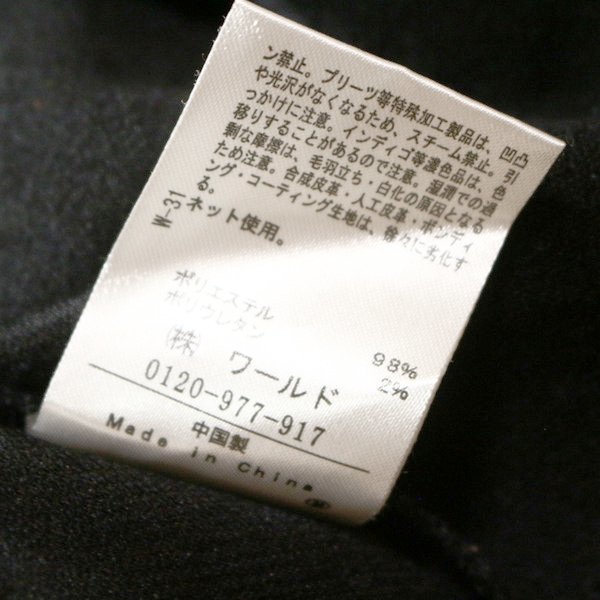 ン禁止。プリーツ等特殊加工製品は、凹凸
や光沢がなくなるため、スチーム禁止。引
っかけに注意。インディゴ等濃色品は、色
移りすることがあるので注意。湿潤での過
剰な摩擦は、毛羽立ち・白化の原因となる
ため注意。合成皮革・人工皮革・ボンディ
ング・コーティング生地は、徐々に劣化す
る。
W-31
ネット使用。
ポリエステル 98%
ポリウレタン 2%
㈱ ワールド
0120-977-917
中国製
Made in China